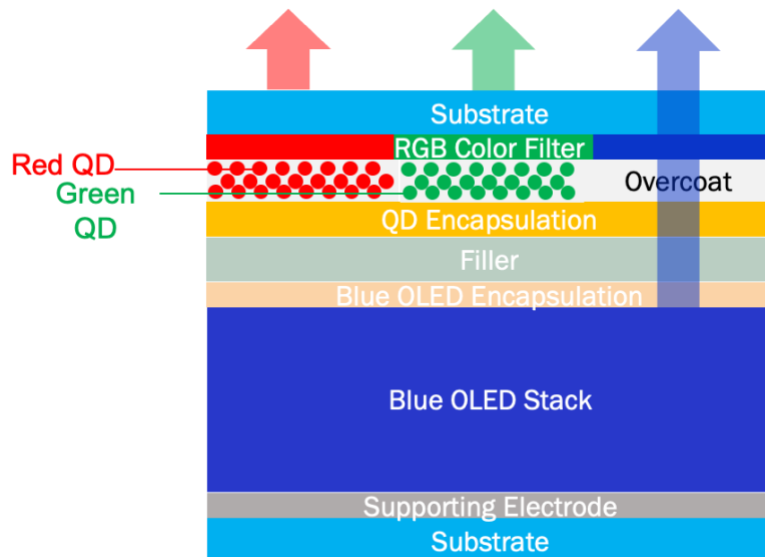 Substrate
RGB Color Filter
Red QD
Green
QD
Overcoat
QD Encapsulation
Filler
Blue OLED Encapsulation
Blue OLED Stack
Supporting Electrode
Substrate